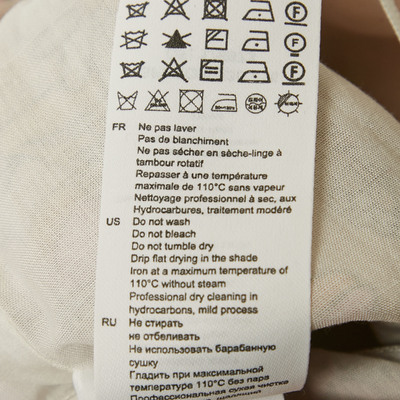 FR Ne pas laver
Pas de blanchiment
Ne pas sécher en sèche-linge à
tambour rotatif
Repasser à une température
maximale de 110°C sans vapeur
Nettoyage professionnel à sec, aux
Hydrocarbures, traitement modéré
US Do not wash
Do not bleach
Do not tumble dry
Drip flat drying in the shade
Iron at a maximum temperature of
110°C without steam
Professional dry cleaning in
hydrocarbons, mild process
RU Не стирать
не отбеливать
Не использовать барабанную
сушку
Гладить при максимальной
температуре 110°C без пара
Профессиональная сухая чистка